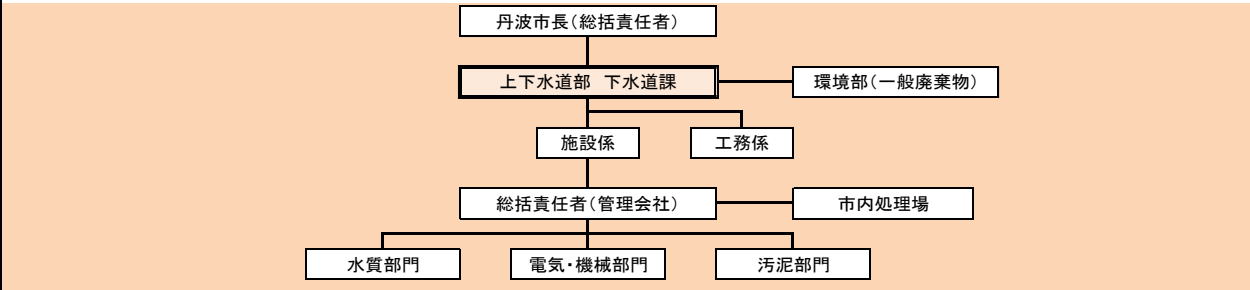 丹波市長（総括責任者）
上下水道部　下水道課
環境部（一般廃棄物）
施設係
工務係
総括責任者（管理会社）
市内処理場
水質部門
電気・機械部門
汚泥部門